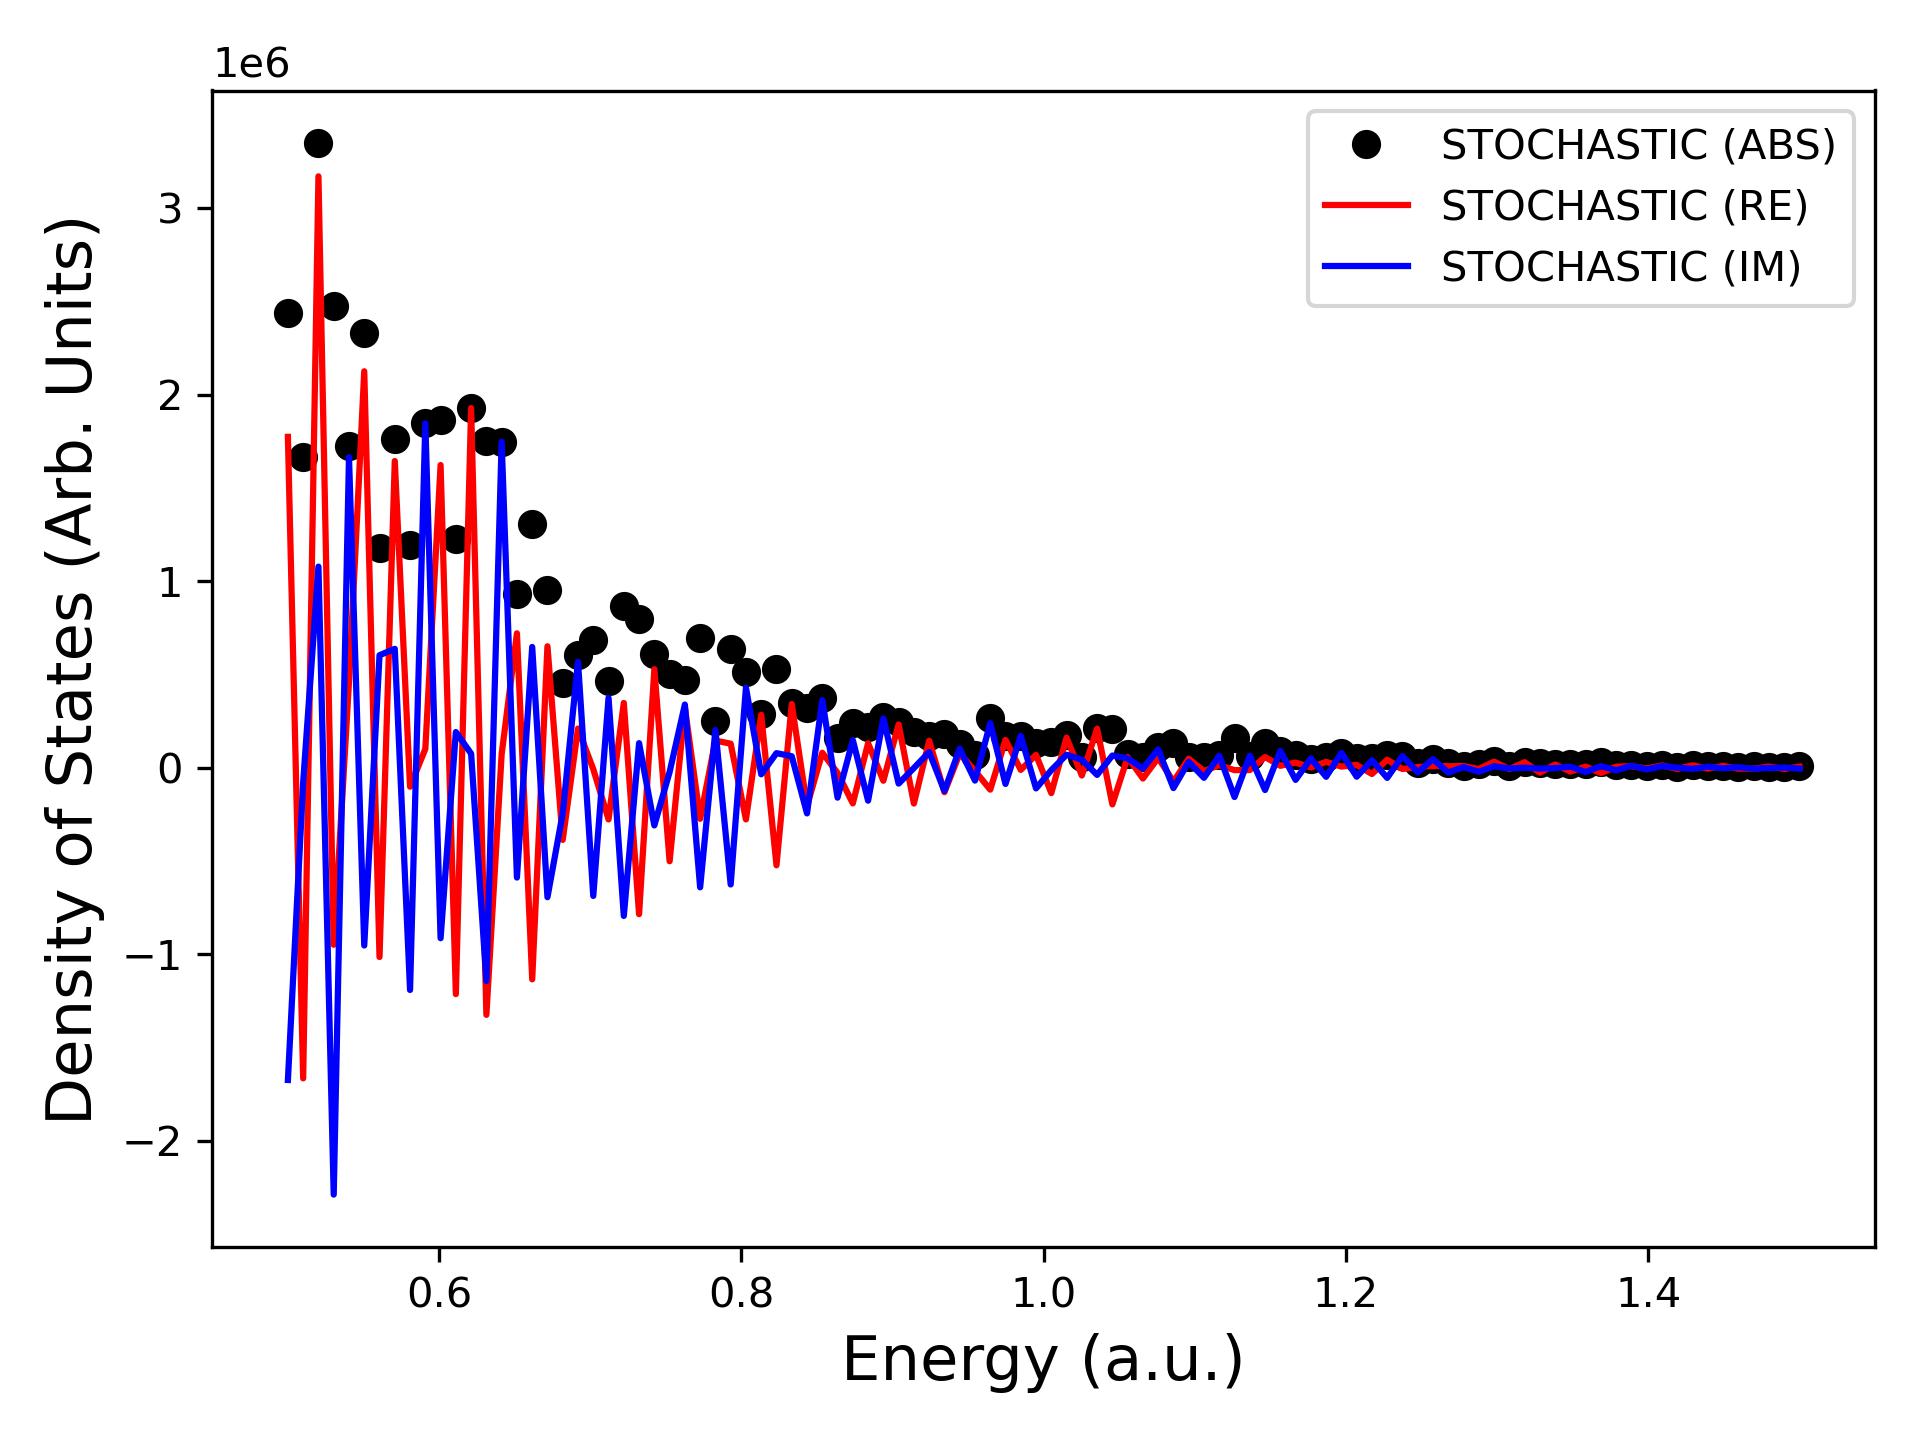 1e6
STOCHASTIC (ABS)
STOCHASTIC (RE)
STOCHASTIC (IM)
Density of States (Arb. Units)
3
2
1
0
−1
−2
0.6 0.8 1.0 1.2 1.4
Energy (a.u.)